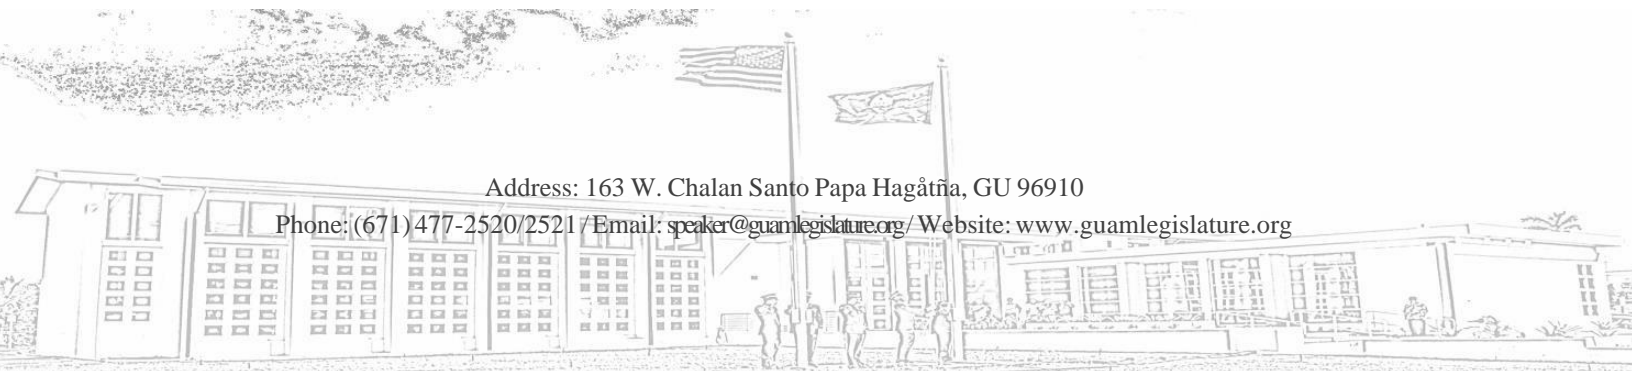 Address: 163 W. Chalan Santo Papa Hagåtña, GU 96910
Phone: (671) 477-2520/2521 / Email: speaker@guamlegislature.org / Website: www.guamlegislature.org